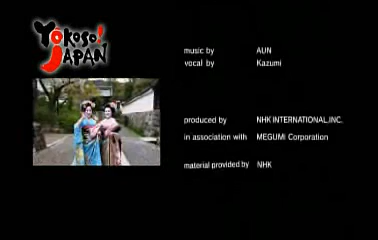 Yokoso!
JAPAN
music by AUN
vocal by Kazumi
produced by NHK INTERNATIONAL,INC.
in association with MEGUMI Corporation
material provided by NHK